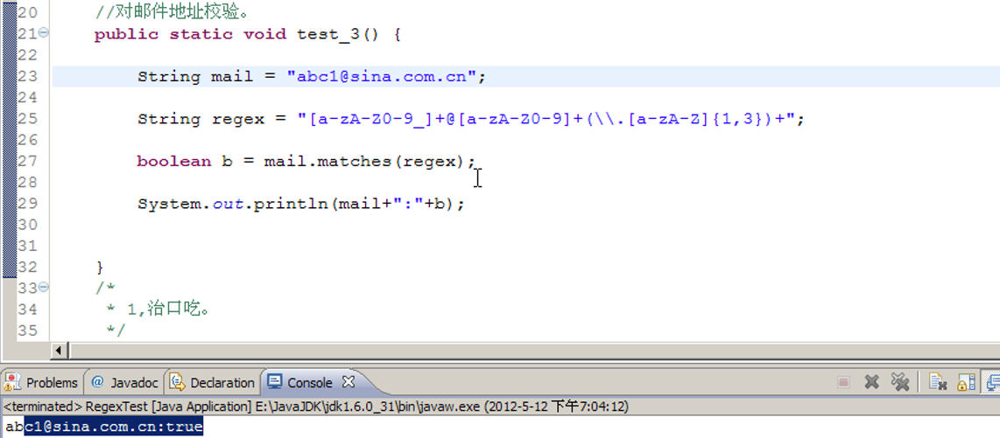 20 //对邮件地址校验。
21 public static void test_3() {
22
23 String mail = "abc1@sina.com.cn";
24
25 String regex = "[a-zA-Z0-9_]+@[a-zA-Z0-9]+(\\.[a-zA-Z]{1,3})+";
26
27 boolean b = mail.matches(regex);
28
29 System.out.println(mail+":"+b);
30
31
32 }
33 /*
34 * 1,治口吃。
35 */
Problems @ Javadoc Declaration Console
<terminated> RegexTest [Java Application] E:\JavaJDK\jdk1.6.0_31\bin\javaw.exe (2012-5-12 下午7:04:12)
abc1@sina.com.cn:true